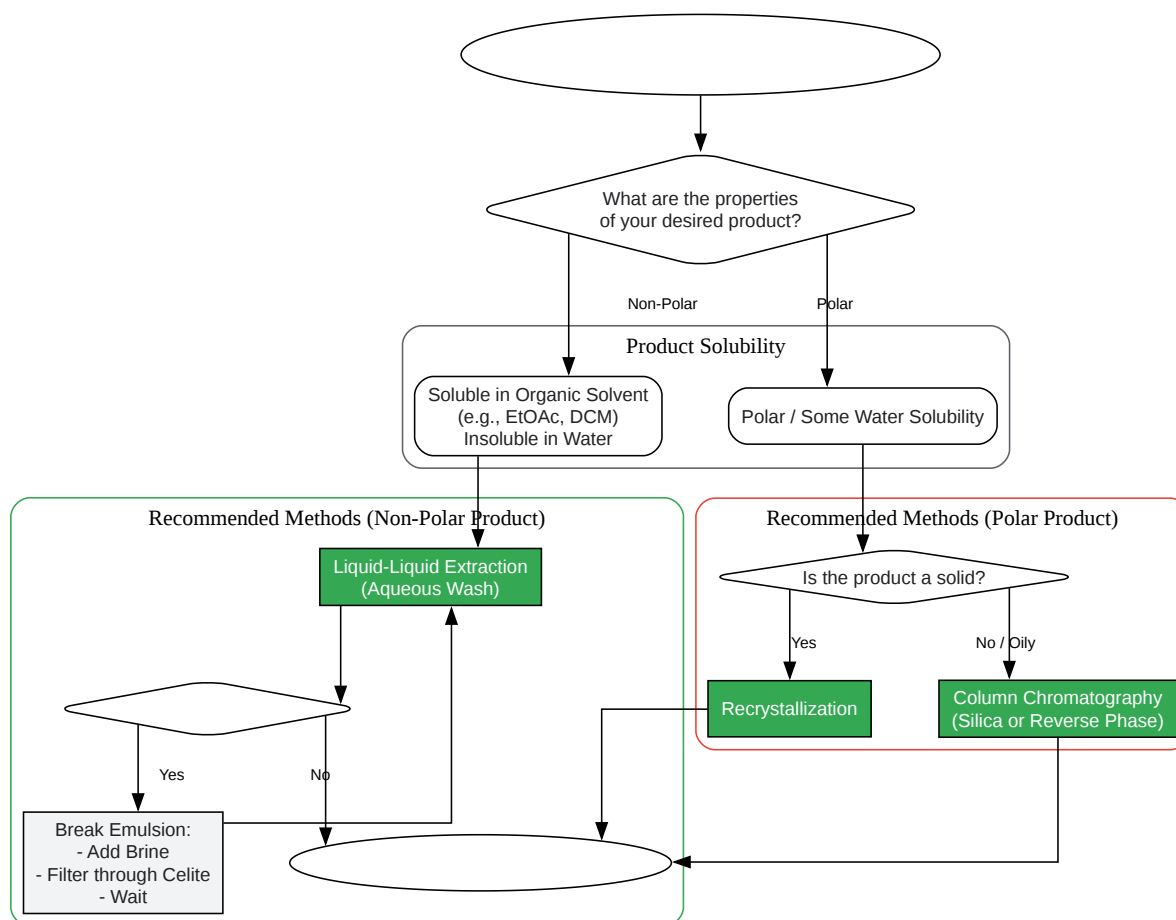 What are the properties
of your desired product?
Non-Polar
Polar
Product Solubility
Soluble in Organic Solvent
(e.g., EtOAc, DCM)
Insoluble in Water
Polar / Some Water Solubility
Recommended Methods (Non-Polar Product)
Recommended Methods (Polar Product)
Liquid-Liquid Extraction
(Aqueous Wash)
Is the product a solid?
Yes
No / Oily
Recrystallization
Column Chromatography
(Silica or Reverse Phase)
Yes
No
Break Emulsion:
- Add Brine
- Filter through Celite
- Wait